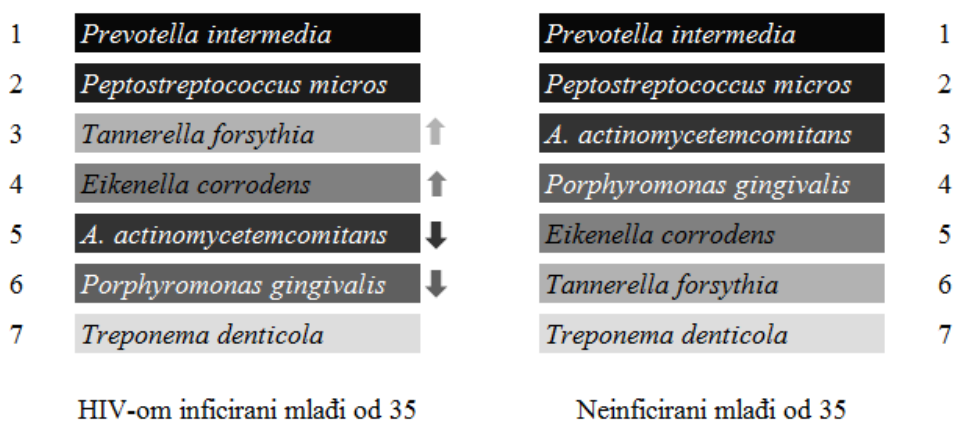 1 Prevotella intermedia Prevotella intermedia 1
2 Peptostreptococcus micros Peptostreptococcus micros 2
3 Tannerella forsythia A. actinomycetemcomitans 3
4 Eikenella corrodens Porphyromonas gingivalis 4
5 A. actinomycetemcomitans Eikenella corrodens 5
6 Porphyromonas gingivalis Tannerella forsythia 6
7 Treponema denticola Treponema denticola 7
HIV-om inficirani mlađi od 35 Neinficirani mlađi od 35